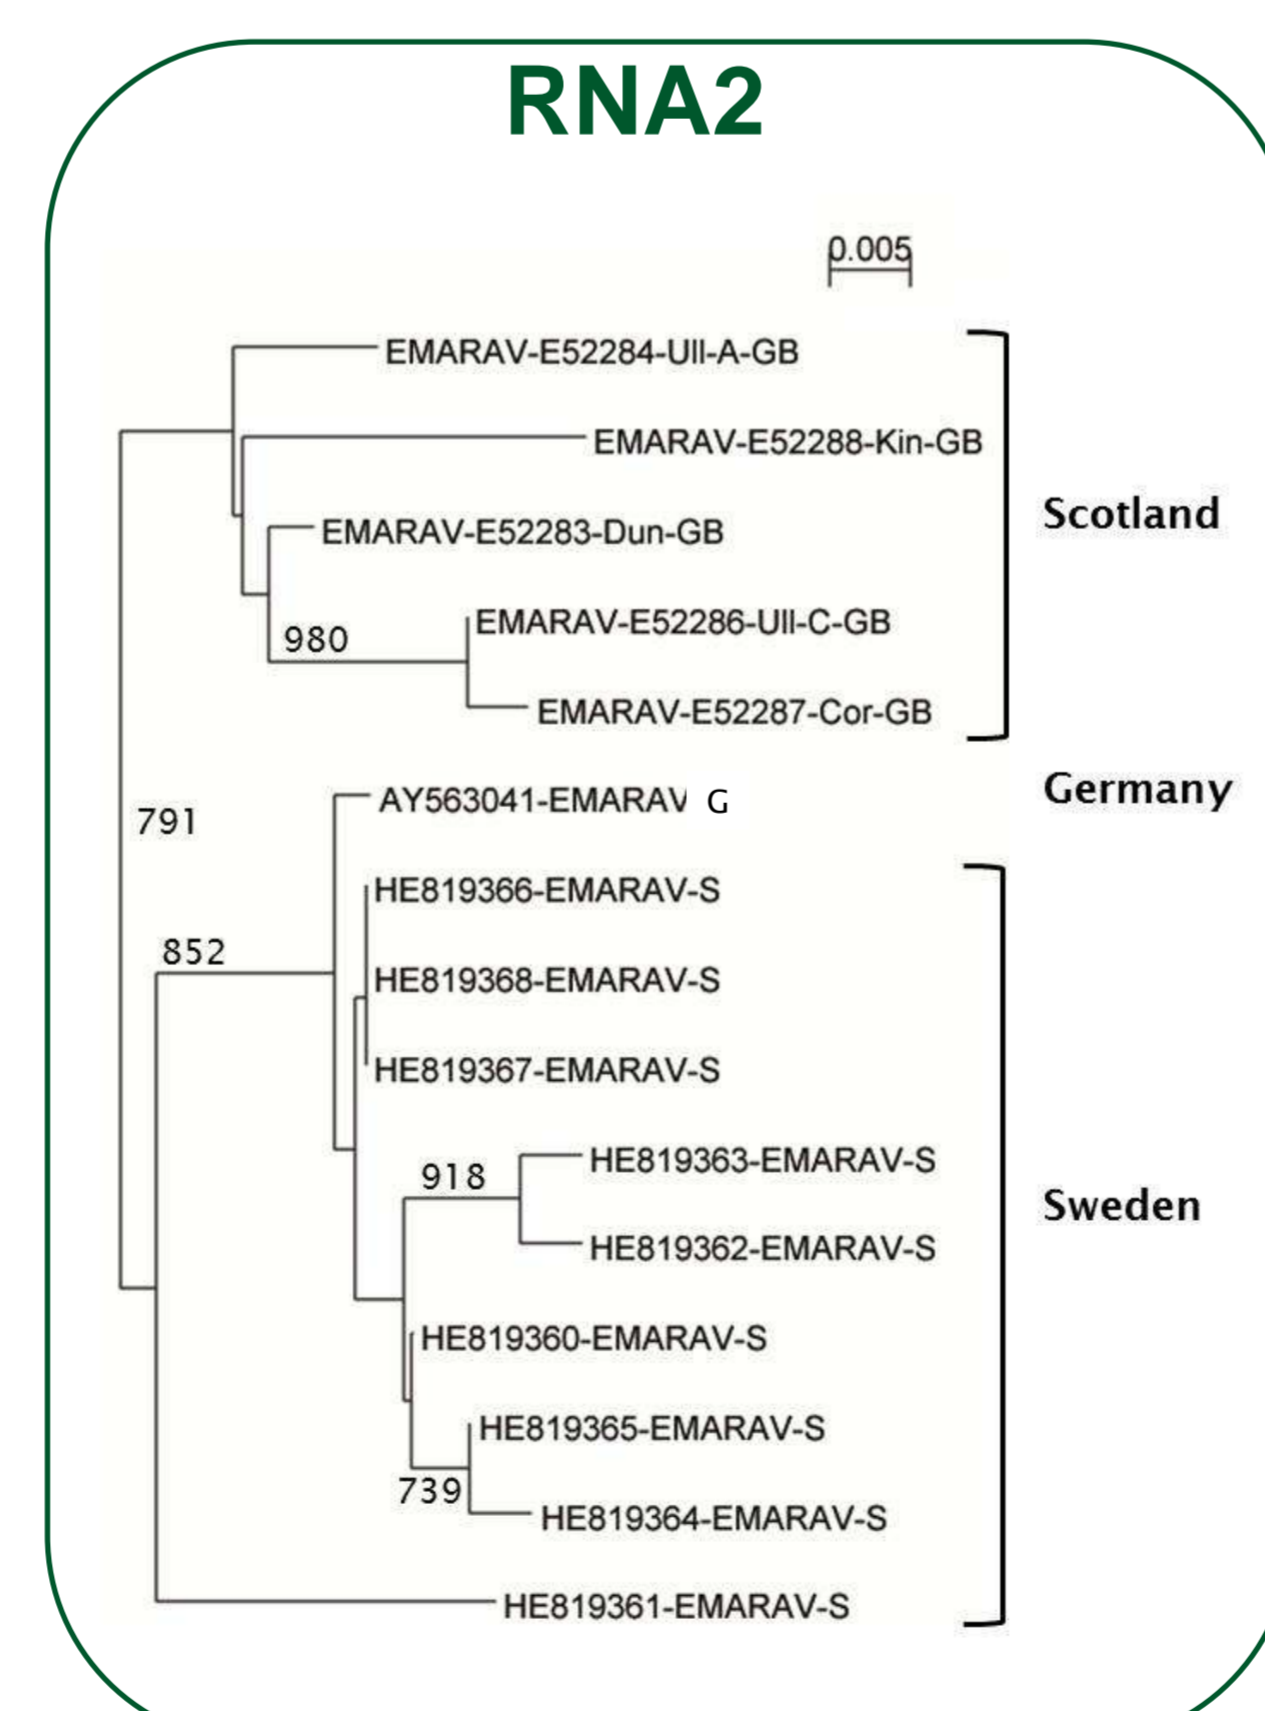 RNA2
0.005
EMARAV-E52284-Ull-A-GB
EMARAV-E52288-Kin-GB
Scotland
EMARAV-E52283-Dun-GB
EMARAV-E52286-Ull-C-GB
980
EMARAV-E52287-Cor-GB
Germany
AY563041-EMARAV G
791
HE819366-EMARAV-S
852
HE819368-EMARAV-S
HE819367-EMARAV-S
HE819363-EMARAV-S
918
Sweden
HE819362-EMARAV-S
HE819360-EMARAV-S
HE819365-EMARAV-S
739
HE819364-EMARAV-S
HE819361-EMARAV-S